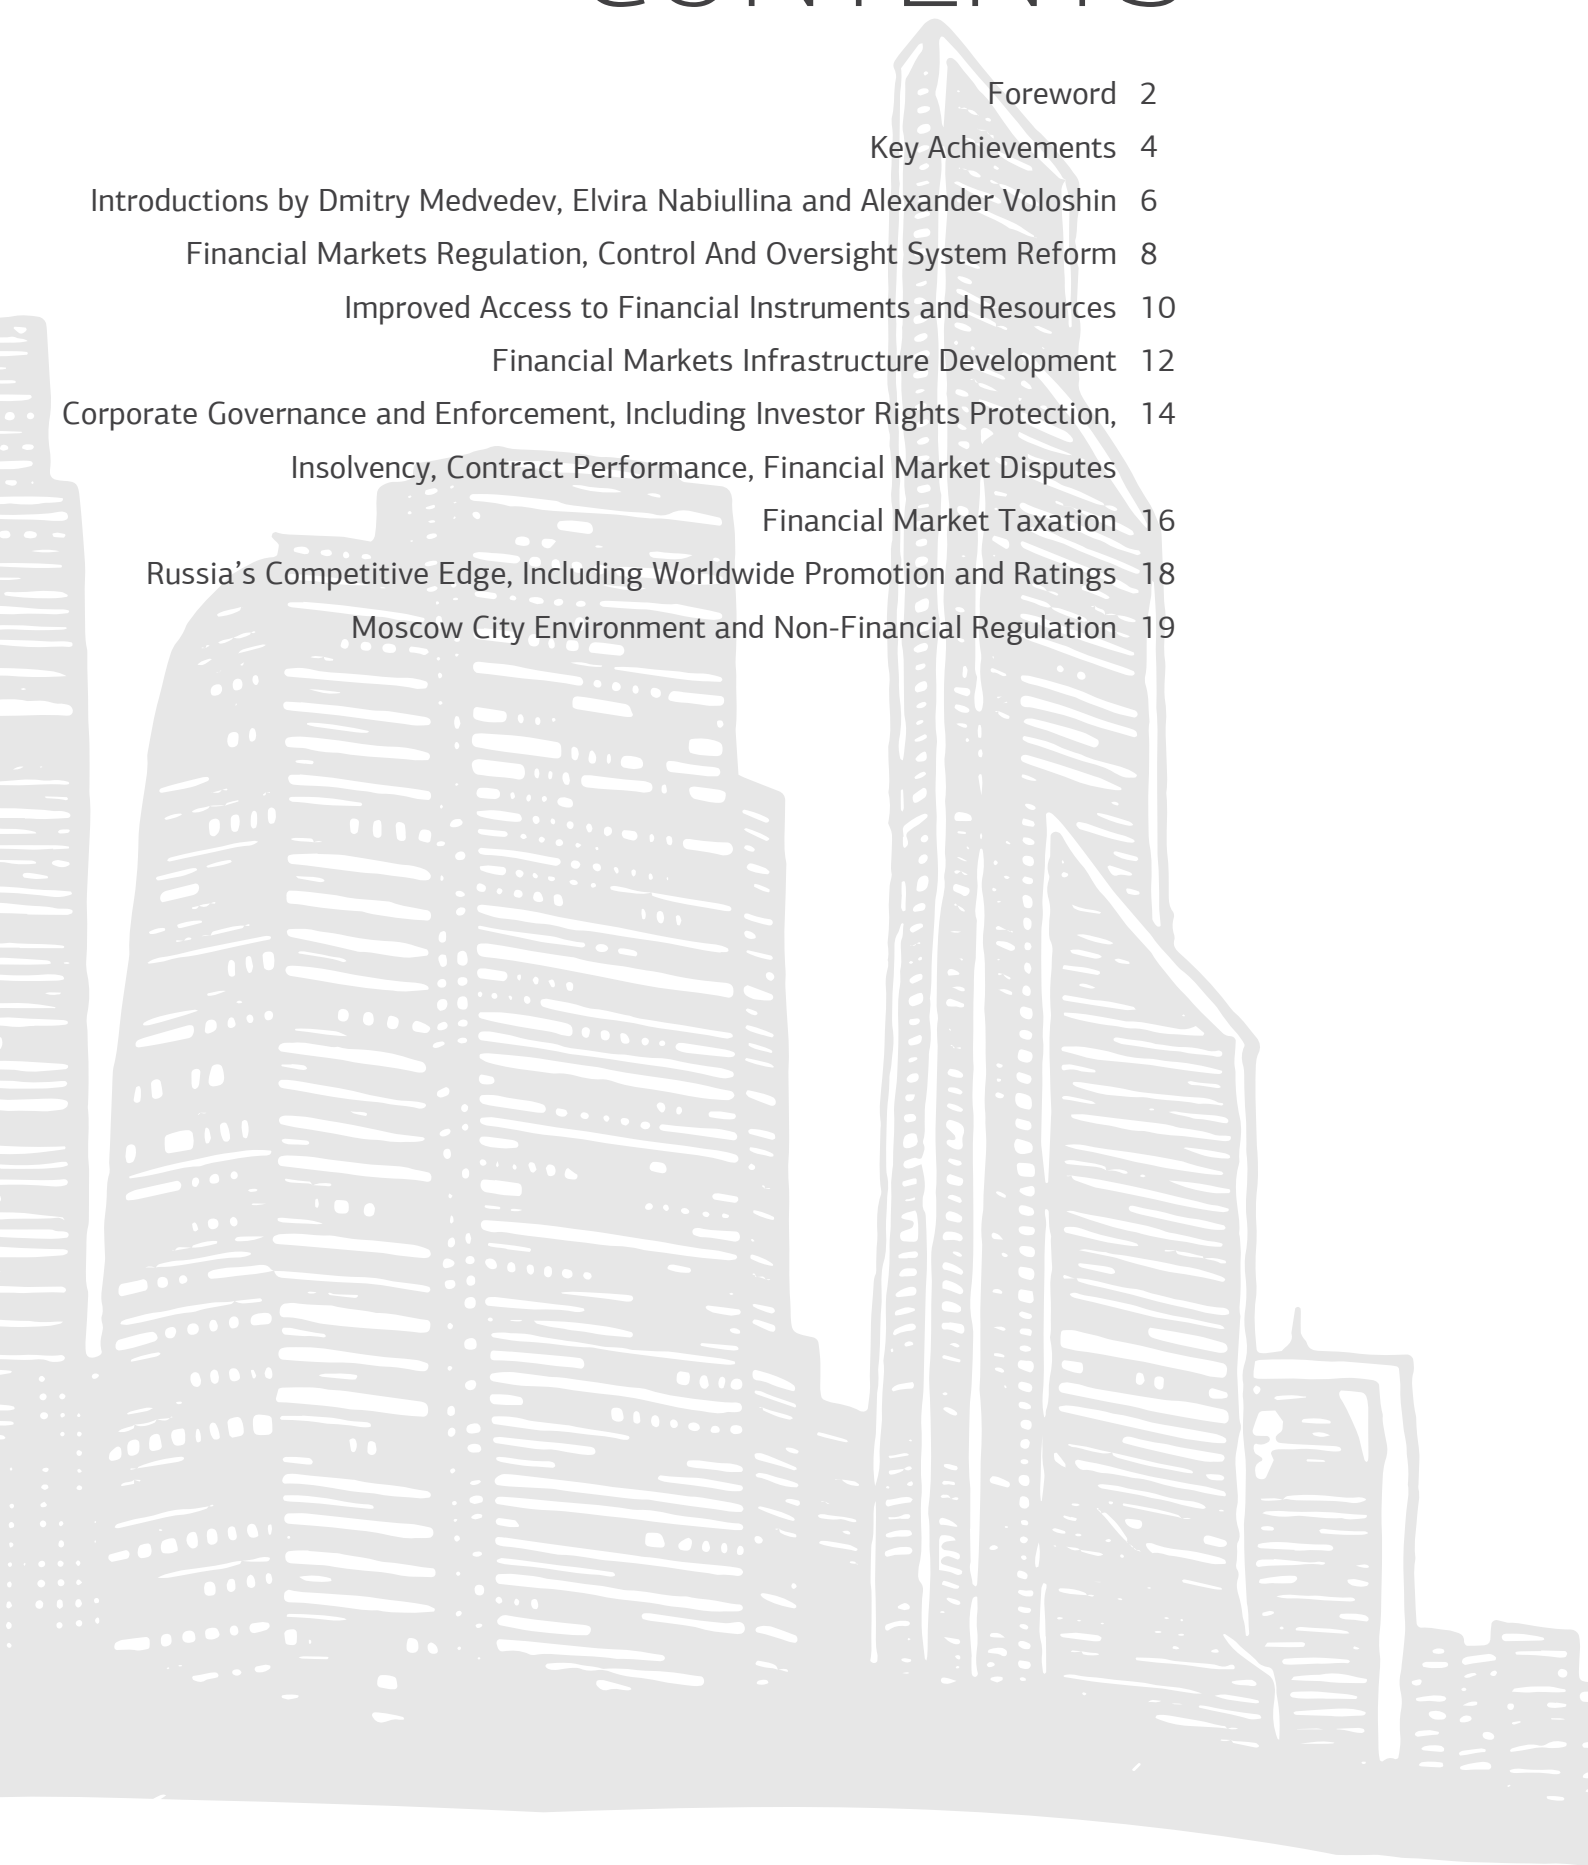 CONTENTS
Foreword 2
Key Achievements 4
Introductions by Dmitry Medvedev, Elvira Nabiullina and Alexander Voloshin 6
Financial Markets Regulation, Control And Oversight System Reform 8
Improved Access to Financial Instruments and Resources 10
Financial Markets Infrastructure Development 12
Corporate Governance and Enforcement, Including Investor Rights Protection, 14
Insolvency, Contract Performance, Financial Market Disputes
Financial Market Taxation 16
Russia’s Competitive Edge, Including Worldwide Promotion and Ratings 18
Moscow City Environment and Non-Financial Regulation 19